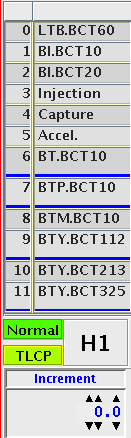 0 LTB.BCT60
1 BI.BCT10
2 BI.BCT20
3 Injection
4 Capture
5 Accel.
6 BT.BCT10
7 BTP.BCT10
8 BTM.BCT10
9 BTY.BCT112
10 BTY.BCT213
11 BTY.BCT325
Normal
TLCP
H1
Increment
0.0